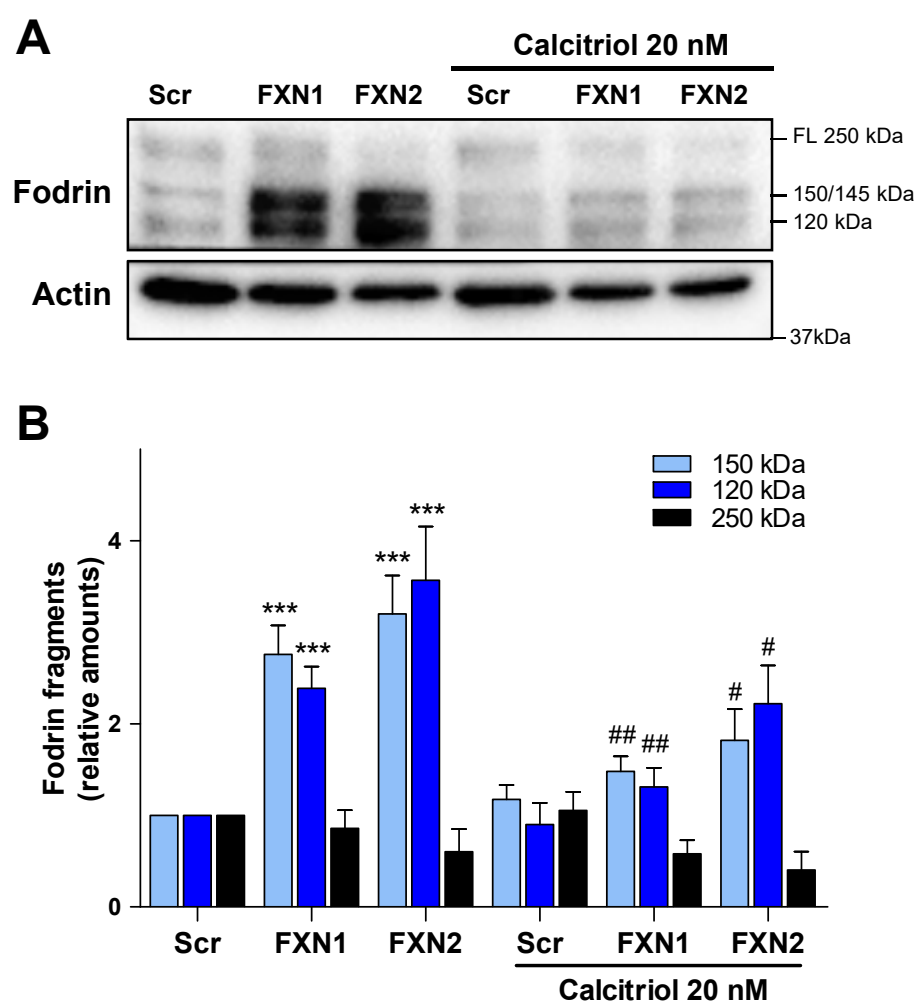 A
Calcitriol 20 nM
Scr FXN1 FXN2 Scr FXN1 FXN2
Fodrin
FL 250 kDa
150/145 kDa
120 kDa
Actin
37kDa
B
150 kDa
120 kDa
250 kDa
Fodrin fragments
(relative amounts)
4
2
0
*** *** *** ***
## ## # #
Scr FXN1 FXN2 Scr FXN1 FXN2
Calcitriol 20 nM